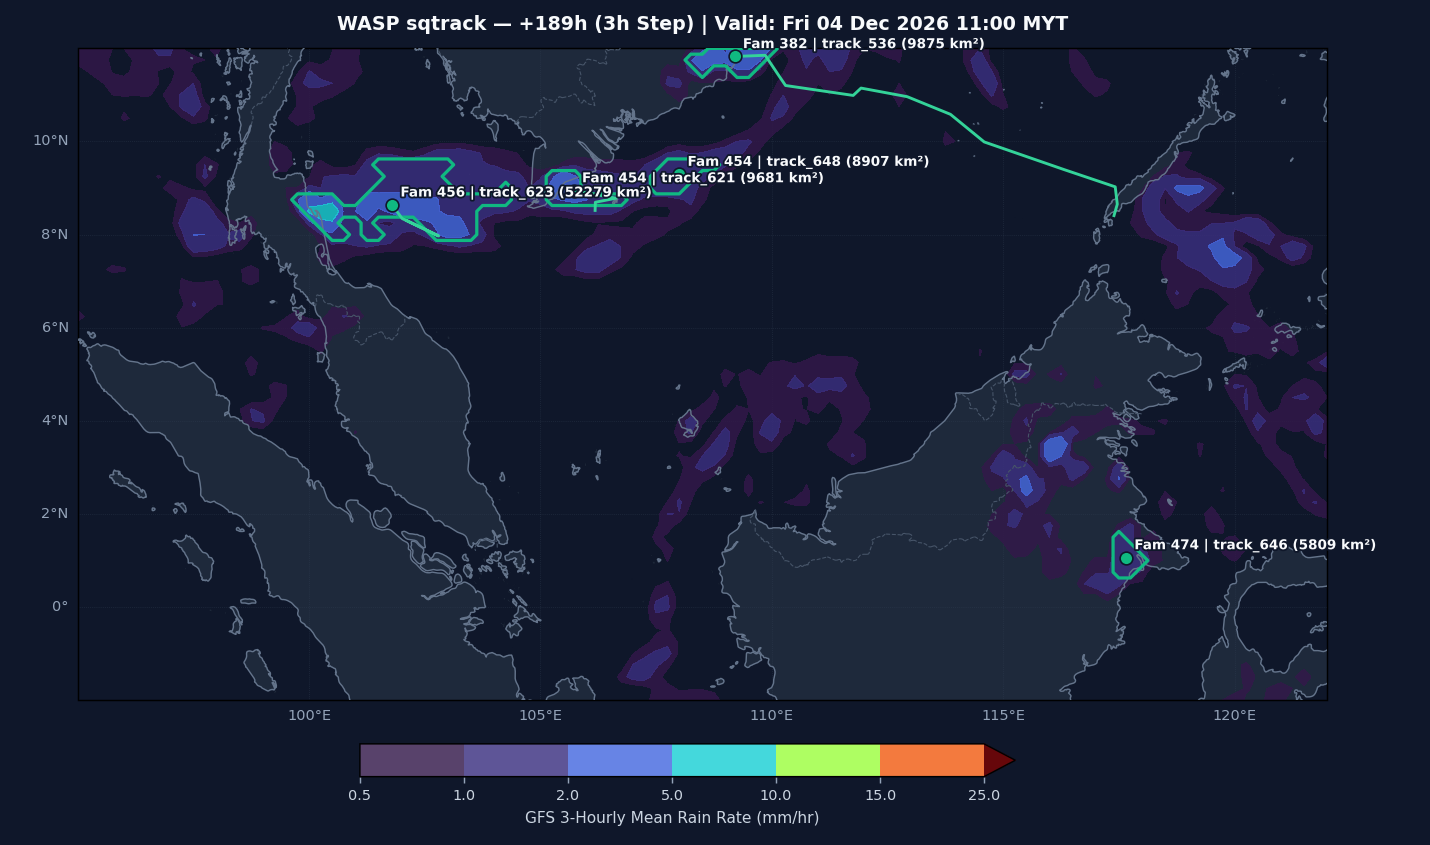 WASP sqtrack — +189h (3h Step) | Valid: Fri 04 Dec 2026 11:00 MYT
Fam 382 | track_536 (9875 km²)
10°N
Fam 454 | track_648 (8907 km²)
Fam 454 | track_621 (9681 km²)
Fam 456 | track_623 (52279 km²)
8°N
6°N
4°N
2°N
Fam 474 | track_646 (5809 km²)
0°
100°E 105°E 110°E 115°E 120°E
0.5 1.0 2.0 5.0 10.0 15.0 25.0
GFS 3-Hourly Mean Rain Rate (mm/hr)